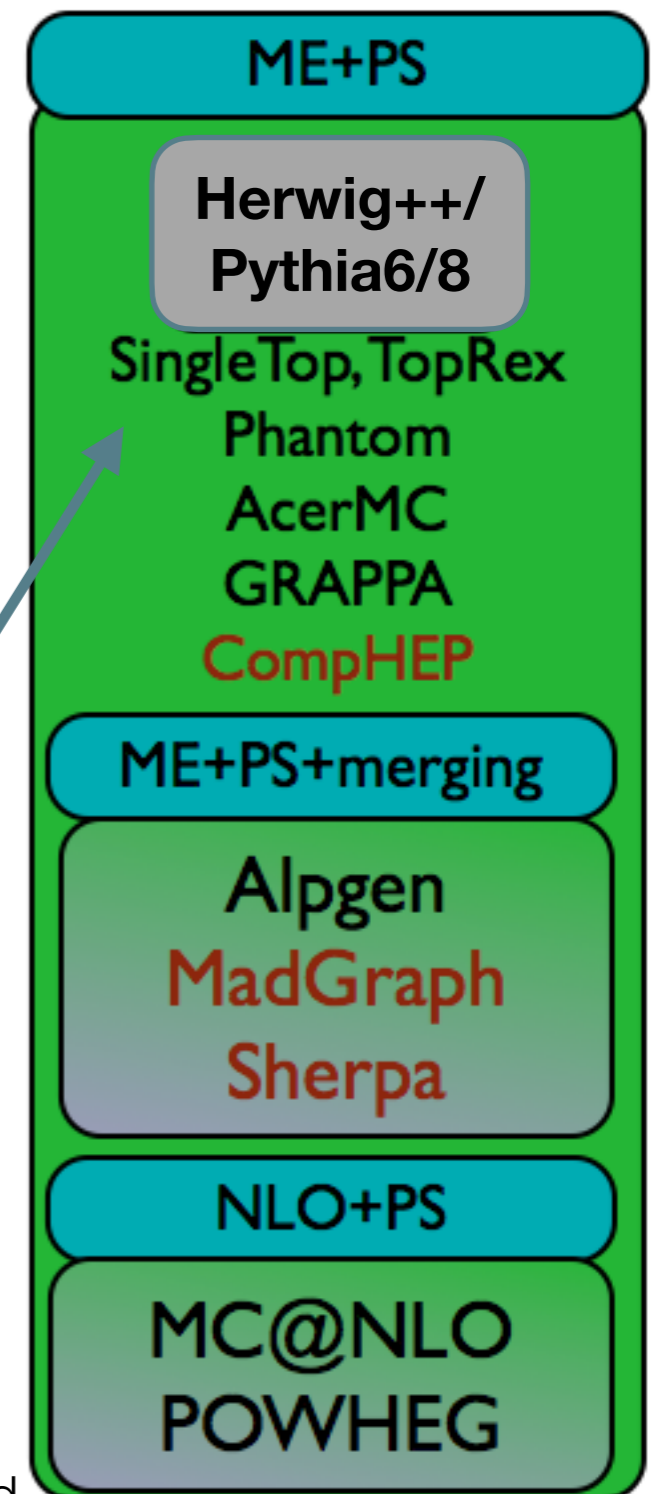 ME+PS
Herwig++/
Pythia6/8
SingleTop, TopRex
Phantom
AcerMC
GRAPPA
CompHEP
ME+PS+merging
Alpgen
MadGraph
Sherpa
NLO+PS
MC@NLO
POWHEG